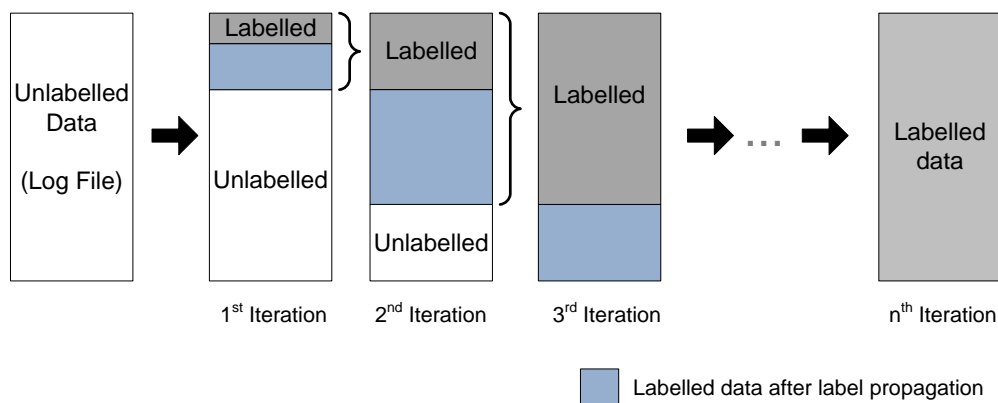 Unlabelled
Data
(Log File)
Labelled
Unlabelled
1st Iteration
Labelled
Unlabelled
2nd Iteration
Labelled
3rd Iteration
...
Labelled
data
nth Iteration
Labelled data after label propagation